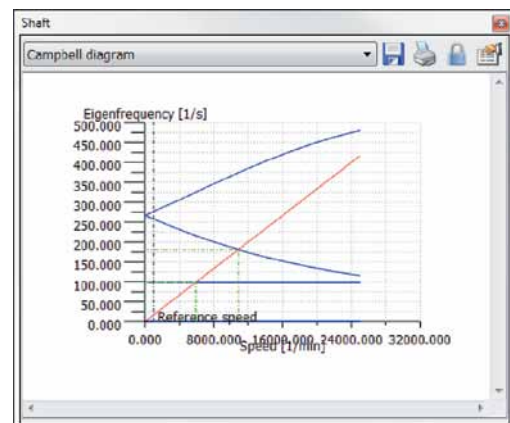 Shaft
Campbell diagram
Eigenfrequency [1/s]
500.000
450.000
400.000
350.000
300.000
250.000
200.000
150.000
100.000
50.000
0.000
Reference speed
0.000 8000.000 16000.000 24000.000 32000.000
Speed [1/min]